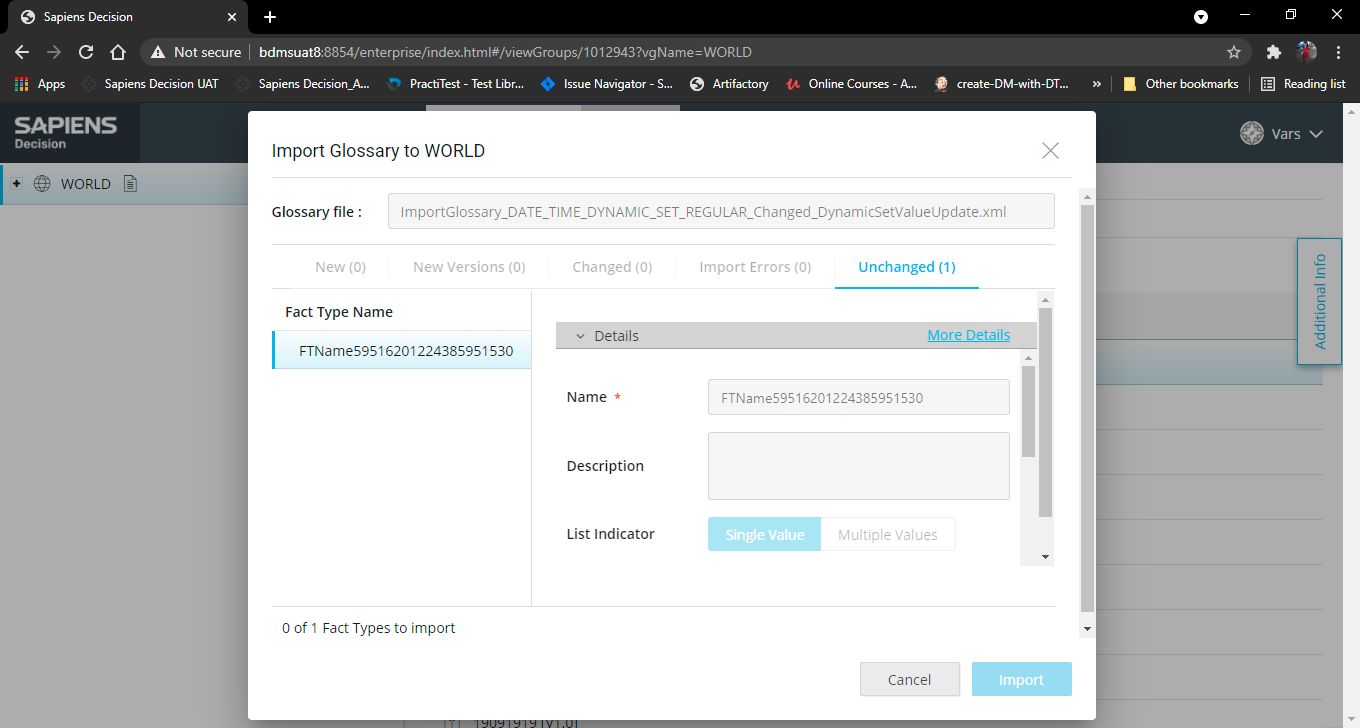 Sapiens Decision
Not secure
bdmsuat8:8854/enterprise/index.html#/viewGroups/1012943?vgName=WORLD
Apps
Sapiens Decision UAT
Sapiens Decision_A...
PractiTest - Test Libr...
Issue Navigator - S...
Artifactory
Online Courses - A...
create-DM-with-DT...
»
Other bookmarks
Reading list
SAPIENS
Decision
Vars
WORLD
Import Glossary to WORLD
Glossary file :
ImportGlossary_DATE_TIME_DYNAMIC_SET_REGULAR_Changed_DynamicSetValueUpdate.xml
New (0)
New Versions (0)
Changed (0)
Import Errors (0)
Unchanged (1)
Fact Type Name
FTName59516201224385951530
Details
More Details
Name *
FTName59516201224385951530
Description
List Indicator
Single Value
Multiple Values
0 of 1 Fact Types to import
Cancel
Import
Additional Info